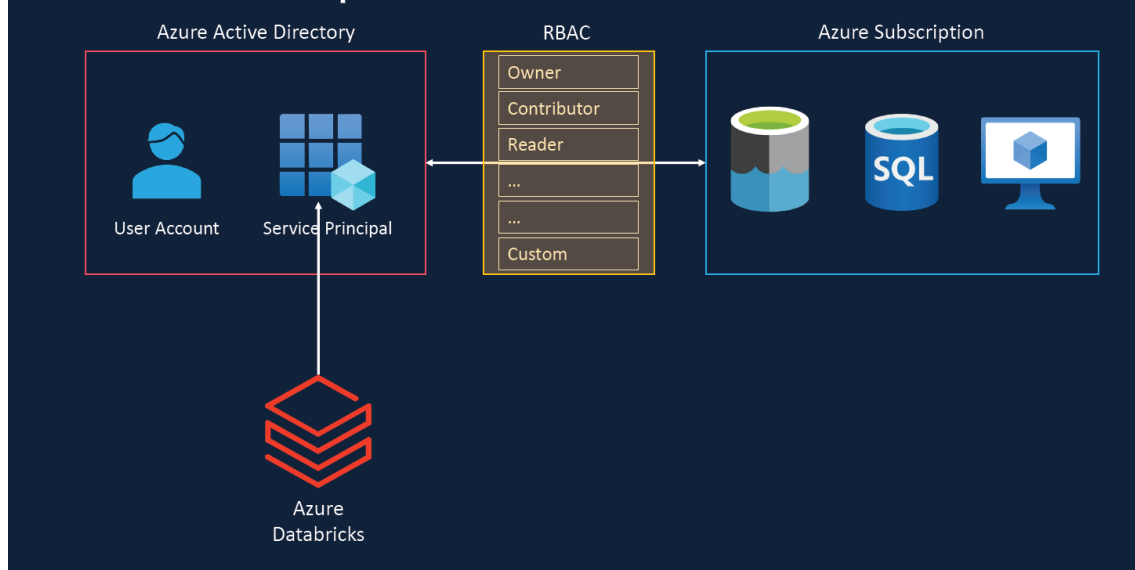 Azure Active Directory
RBAC
Azure Subscription
Owner
Contributor
Reader
...
...
Custom
User Account
Service Principal
SQL
Azure
Databricks